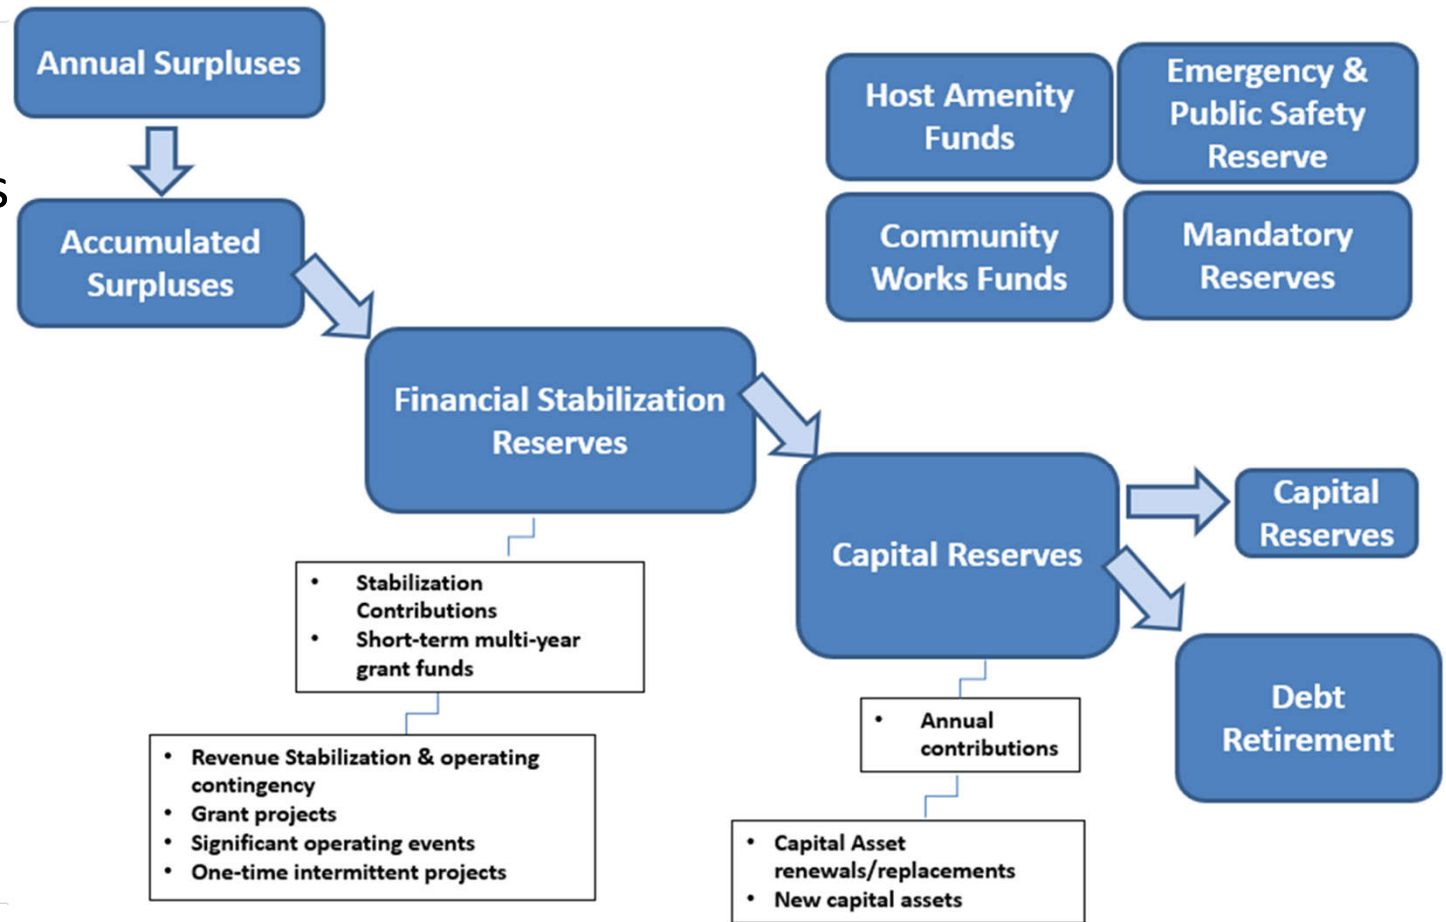 Annual Surpluses
s
Accumulated
Surpluses
Host Amenity
Funds
Emergency &
Public Safety
Reserve
Community
Works Funds
Mandatory
Reserves
Financial Stabilization
Reserves
Capital Reserves
Capital
Reserves
Debt
Retirement
• Stabilization
Contributions
• Short-term multi-year
grant funds
• Revenue Stabilization & operating
contingency
• Grant projects
• Significant operating events
• One-time intermittent projects
• Annual
contributions
• Capital Asset
renewals/replacements
• New capital assets